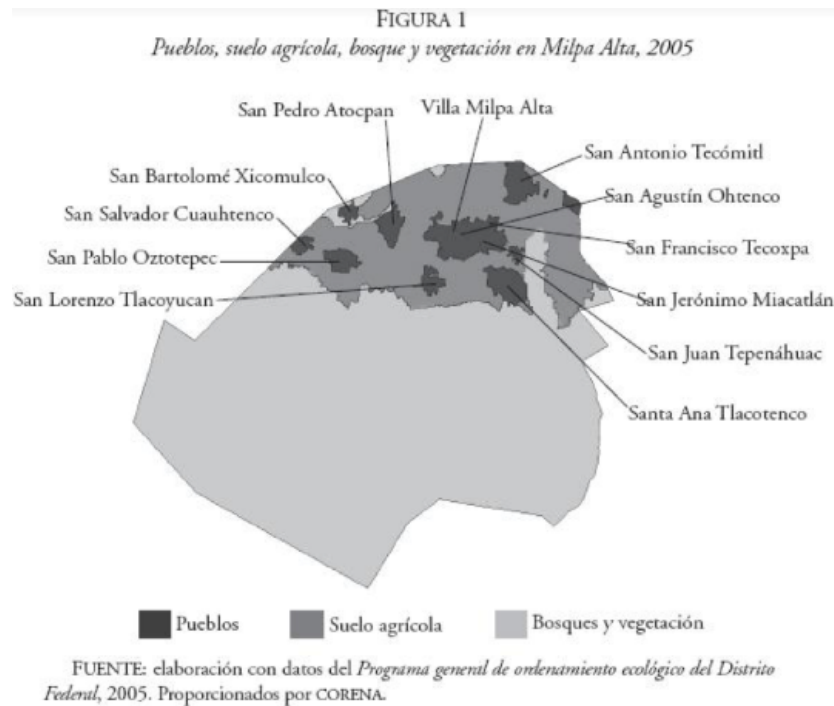 FIGURA 1
Pueblos, suelo agrícola, bosque y vegetación en Milpa Alta, 2005
San Pedro Atocpan
Villa Milpa Alta
San Antonio Tecómitl
San Bartolomé Xicomulco
San Agustín Ohtenco
San Salvador Cuauhtenco
San Francisco Tecoxpa
San Pablo Oztotepec
San Lorenzo Tlacoyucan
San Jerónimo Miacatlán
San Juan Tepenáhuac
Santa Ana Tlacotenco
Pueblos
Suelo agrícola
Bosques y vegetación
FUENTE: elaboración con datos del Programa general de ordenamiento ecológico del Distrito
Federal, 2005. Proporcionados por CORENA.